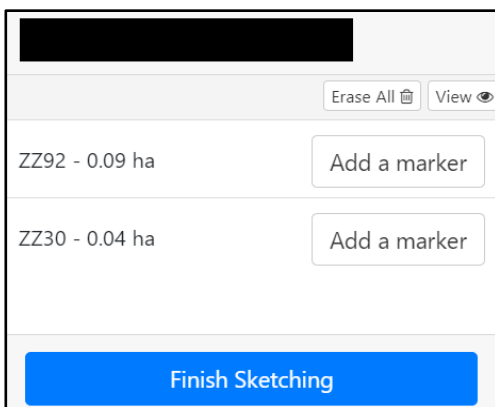 Erase All View
ZZ92 - 0.09 ha Add a marker
ZZ30 - 0.04 ha Add a marker
Finish Sketching